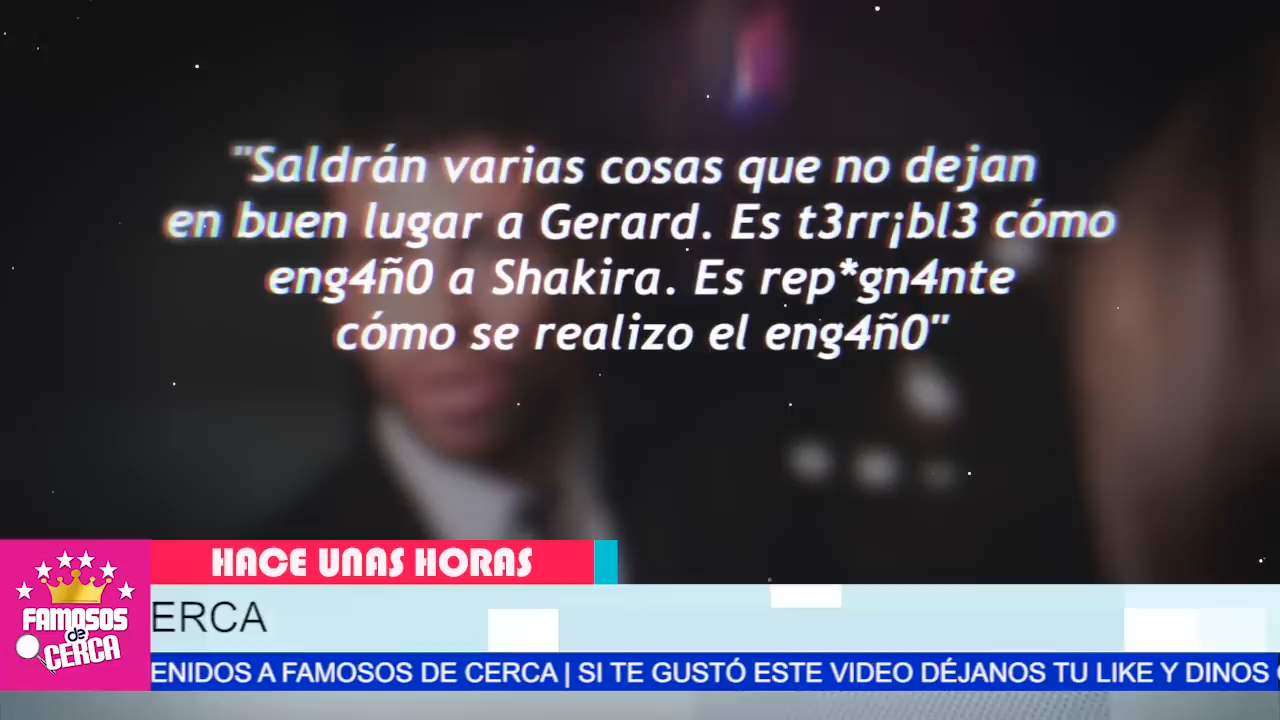 "Saldrán varias cosas que no dejan
en buen lugar a Gerard. Es t3rr¡bl3 cómo
eng4ñ0 a Shakira. Es rep*gn4nte
cómo se realizo el eng4ñ0"
HACE UNAS HORAS
ERCA
FAMOSOS
de
CERCA
ENIDOS A FAMOSOS DE CERCA | SI TE GUSTÓ ESTE VIDEO DÉJANOS TU LIKE Y DINOS